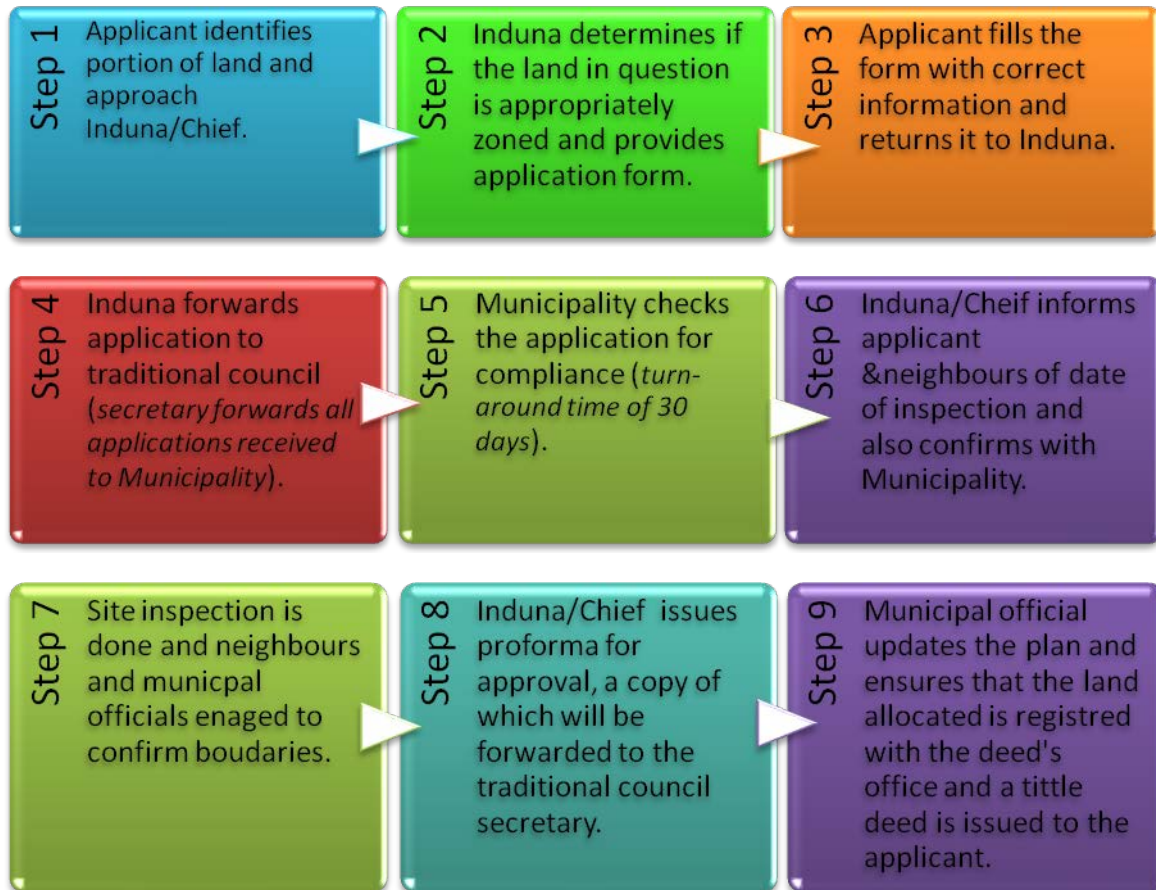 Step 1
Applicant identifies
portion of land and
approach
Induna/Chief.
Step 2
Induna determines if
the land in question
is appropriately
zoned and provides
application form.
Step 3
Applicant fills the
form with correct
information and
returns it to Induna.
Step 4
Induna forwards
application to
traditional council
(secretary forwards all
applications received
to Municipality).
Step 5
Municipality checks
the application for
compliance (turn-
around time of 30
days).
Step 6
Induna/Cheif informs
applicant
&neighbours of date
of inspection and
also confirms with
Municipality.
Step 7
Site inspection is
done and neighbours
and municpal
officials enaged to
confirm boudaries.
Step 8
Induna/Chief issues
proforma for
approval, a copy of
which will be
forwarded to the
traditional council
secretary.
Step 9
Municipal official
updates the plan and
ensures that the land
allocated is registred
with the deed's
office and a tittle
deed is issued to the
applicant.